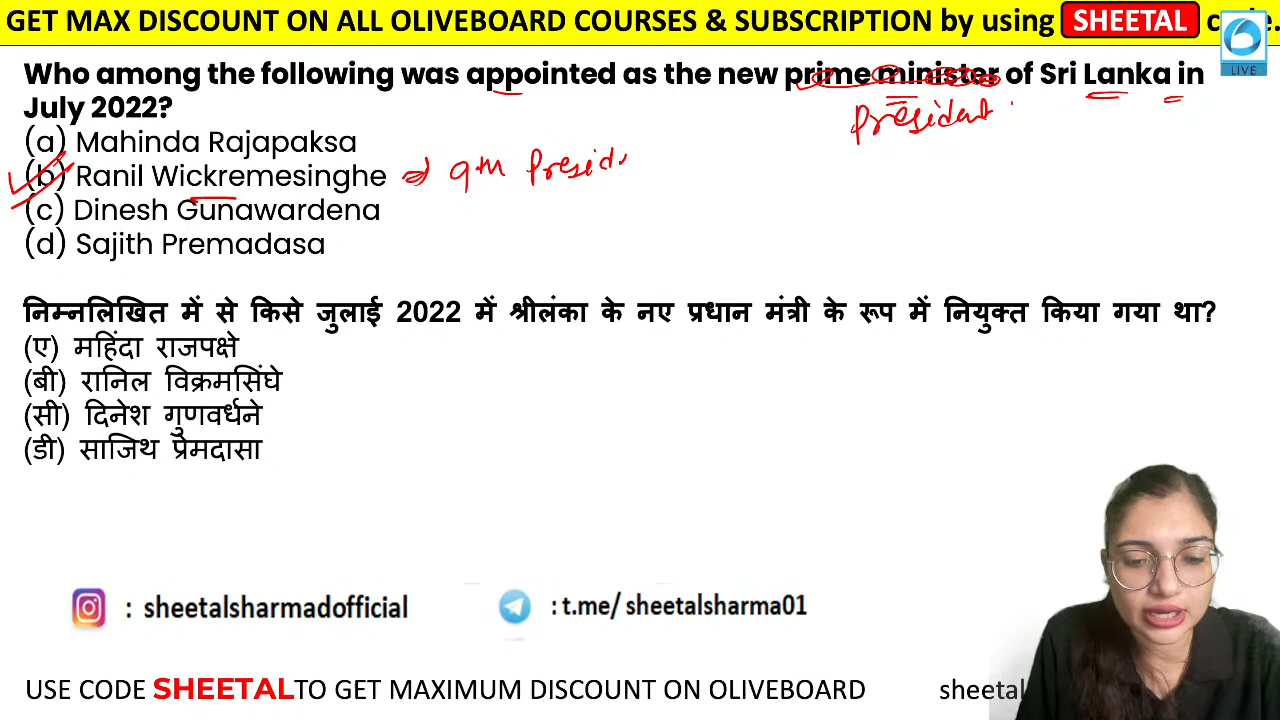 GET MAX DISCOUNT ON ALL OLIVEBOARD COURSES & SUBSCRIPTION by using SHEETAL code.
LIVE
Who among the following was appointed as the new prime minister of Sri Lanka in
July 2022?
President
(a) Mahinda Rajapaksa
(b) Ranil Wickremesinghe 9th Presid
(c) Dinesh Gunawardena
(d) Sajith Premadasa
निम्नलिखित में से किसे जुलाई 2022 में श्रीलंका के नए प्रधान मंत्री के रूप में नियुक्त किया गया था?
(ए) महिंदा राजपक्षे
(बी) रानिल विक्रमसिंघे
(सी) दिनेश गुणवर्धने
(डी) साजिथ प्रेमदासा
: sheetalsharmadofficial : t.me/ sheetalsharma01
USE CODE SHEETAL TO GET MAXIMUM DISCOUNT ON OLIVEBOARD sheetal